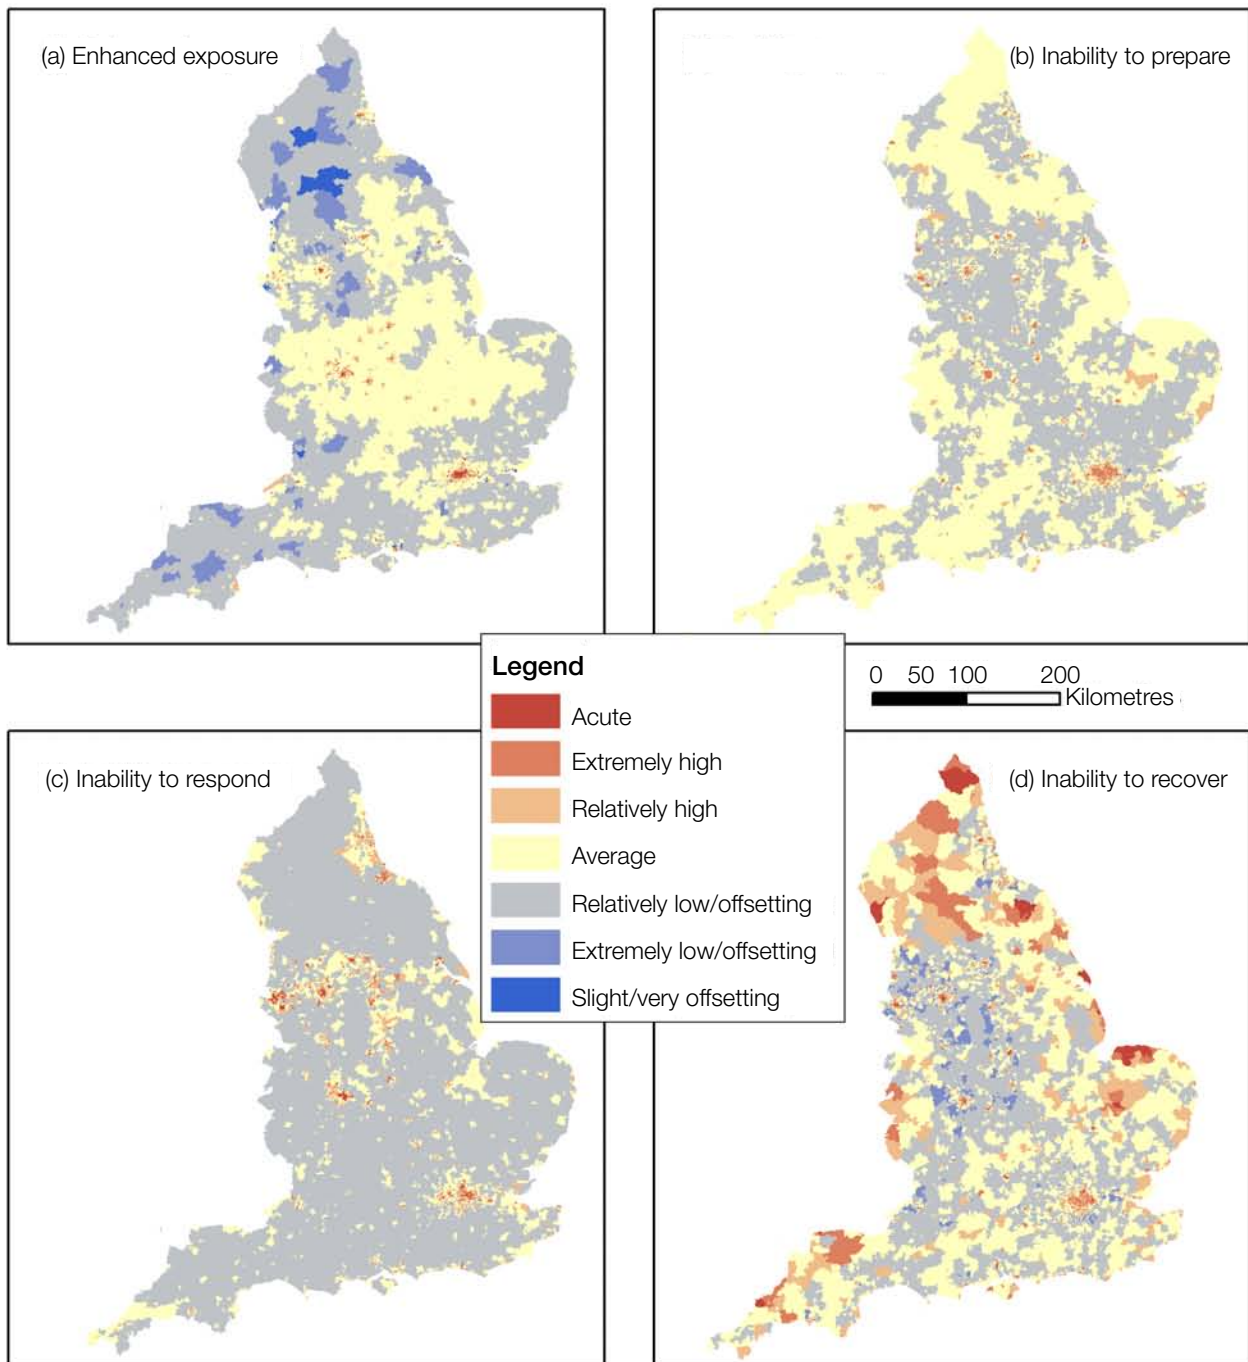 (a) Enhanced exposure
(b) Inability to prepare
Legend
Acute
Extremely high
Relatively high
Average
Relatively low/offsetting
Extremely low/offsetting
Slight/very offsetting
0 50 100 200
Kilometres
(c) Inability to respond
(d) Inability to recover